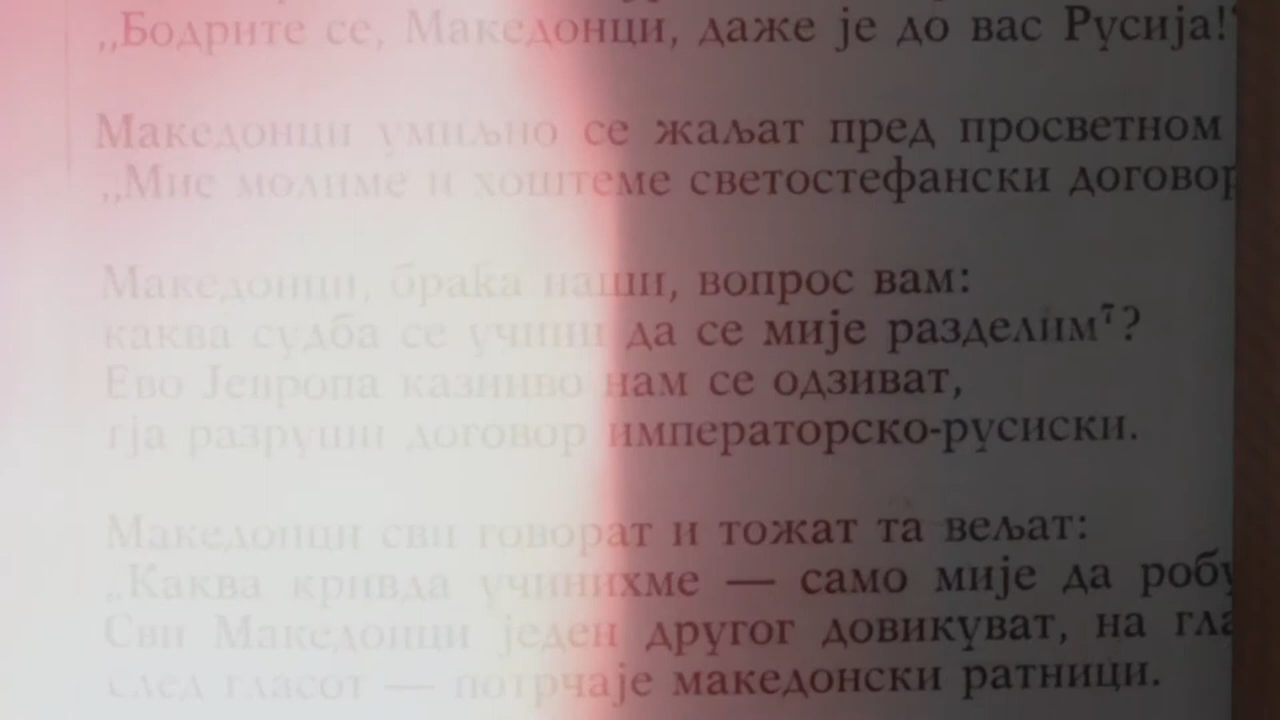 „Бодрите се, Македонци, даже је до вас Русија!“
Македонци умиљно се жаљат пред просветном
„Мие молиме и хоштеме светостефански договор
Македонци, браќа наши, вопрос вам:
каква судба се учини да се мије разделим⁷?
Ево Јевропа казниво нам се одзиват,
гја разруши договор императорско-русиски.
Македонци сви говорат и тожат та вељат:
„Каква кривда учинихме — само мије да робу
Сви Македонци једен другог довикуват, на гла
след гласот — потрчаје македонски ратници.